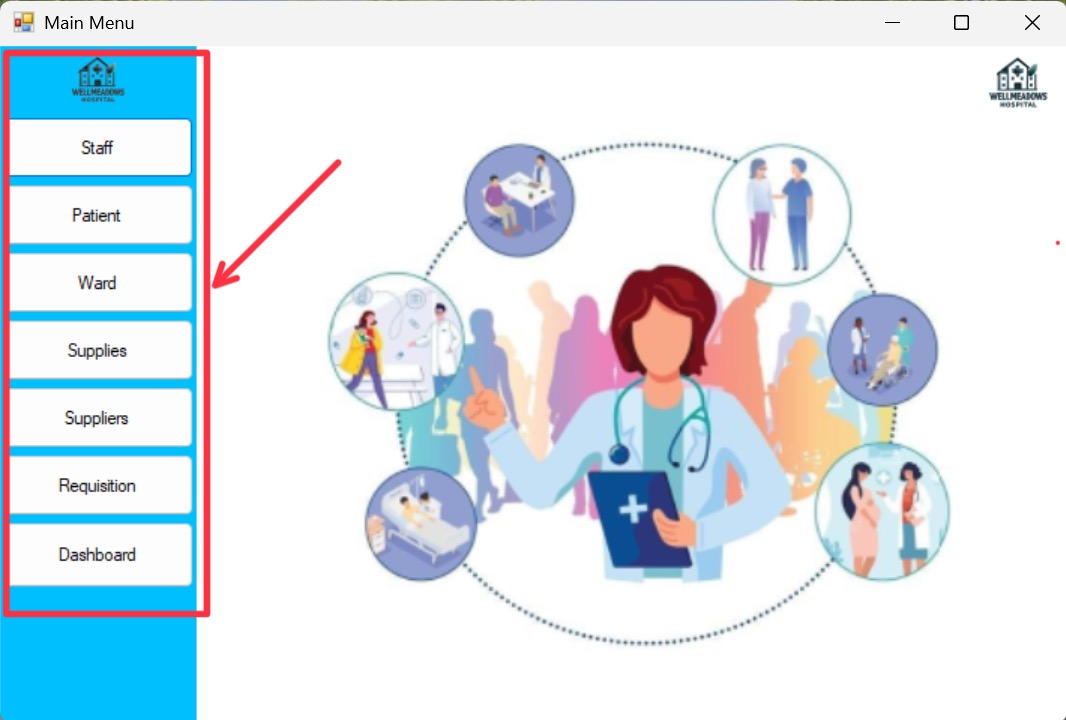 Main Menu
WELLMEADOWS
HOSPITAL
WELLMEADOWS
HOSPITAL
Staff
Patient
Ward
Supplies
Suppliers
Requisition
Dashboard